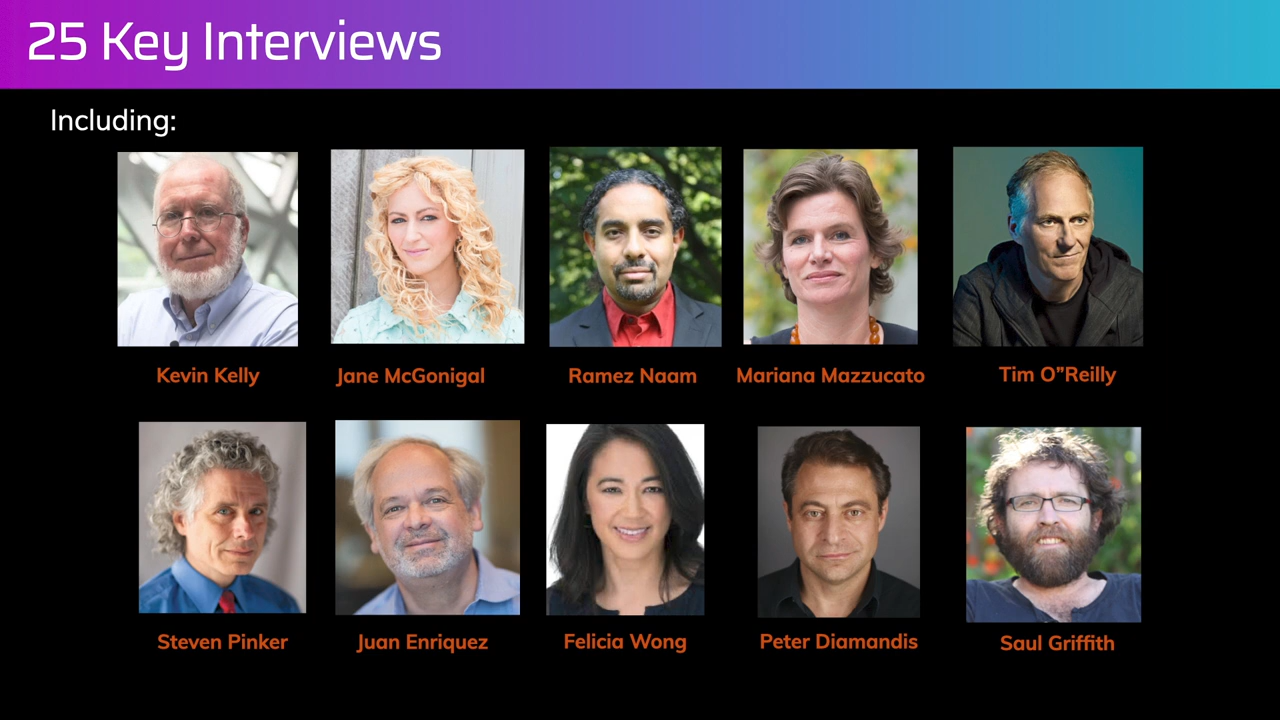 25 Key Interviews
Including:
Kevin Kelly
Jane McGonigal
Ramez Naam
Mariana Mazzucato
Tim O”Reilly
Steven Pinker
Juan Enriquez
Felicia Wong
Peter Diamandis
Saul Griffith